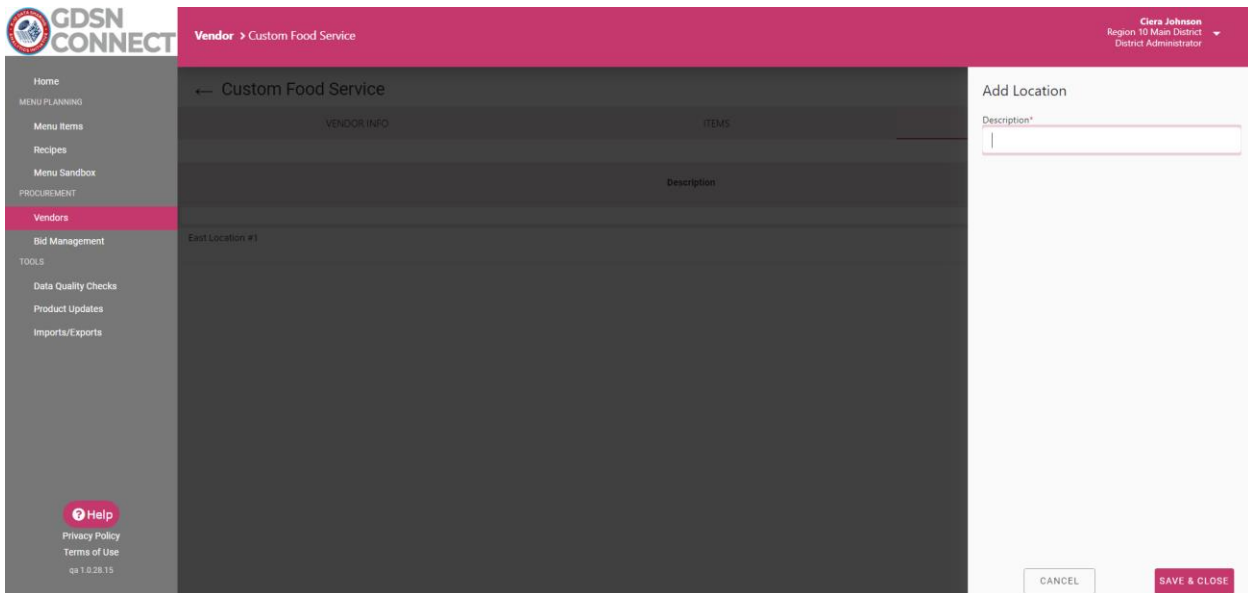 GDSN
CONNECT
Vendor > Custom Food Service
Ciera Johnson
Region 10 Main District
District Administrator
Home
MENU PLANNING
Menu Items
Recipes
Menu Sandbox
PROCUREMENT
Vendors
Bid Management
TOOLS
Data Quality Checks
Product Updates
Imports/Exports
? Help
Privacy Policy
Terms of Use
qa 1.0.28.15
← Custom Food Service
VENDOR INFO
ITEMS
Description
East Location #1
Add Location
Description*
CANCEL
SAVE & CLOSE